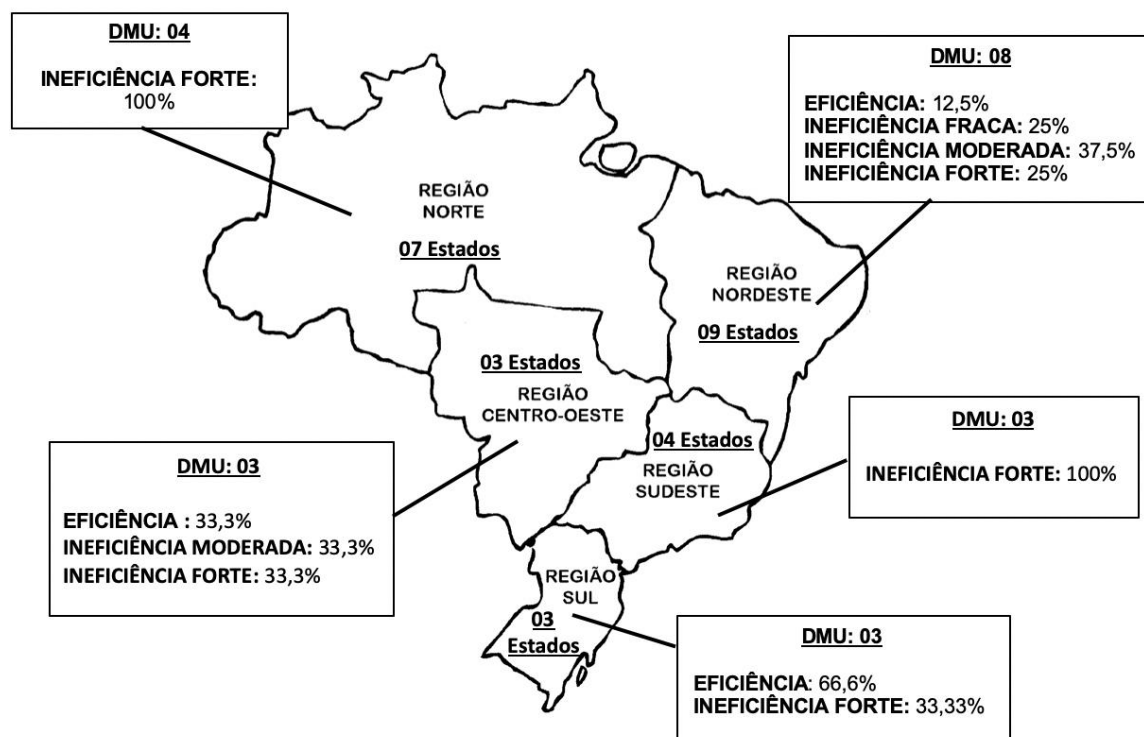 DMU: 04
INEFICIÊNCIA FORTE:
100%
DMU: 08
EFICIÊNCIA: 12,5%
INEFICIÊNCIA FRACA: 25%
INEFICIÊNCIA MODERADA: 37,5%
INEFICIÊNCIA FORTE: 25%
REGIÃO
NORTE
07 Estados
REGIÃO
NORDESTE
09 Estados
03 Estados
REGIÃO
CENTRO-OESTE
04 Estados
REGIÃO
SUDESTE
DMU: 03
INEFICIÊNCIA FORTE: 100%
DMU: 03
EFICIÊNCIA : 33,3%
INEFICIÊNCIA MODERADA: 33,3%
INEFICIÊNCIA FORTE: 33,3%
REGIÃO
SUL
03
Estados
DMU: 03
EFICIÊNCIA: 66,6%
INEFICIÊNCIA FORTE: 33,33%